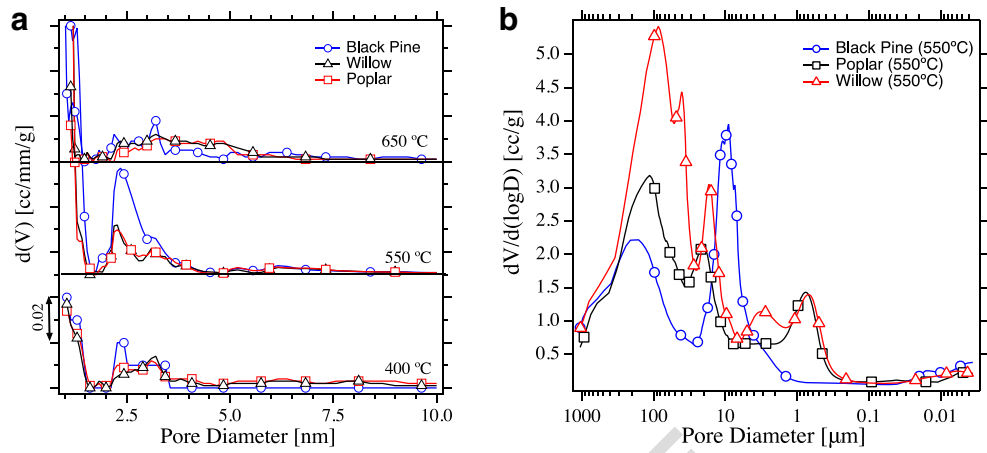 a
Black Pine
Willow
Poplar
650 ºC
550 ºC
400 ºC
0.02
d(V) [cc/mm/g]
2.5
5.0
7.5
10.0
Pore Diameter [nm]
b
Black Pine (550ºC)
Poplar (550ºC)
Willow (550ºC)
5.0
4.5
4.0
3.5
3.0
2.5
2.0
1.5
1.0
0.5
dV/d(logD) [cc/g]
1000
100
10
1
0.1
0.01
Pore Diameter [µm]